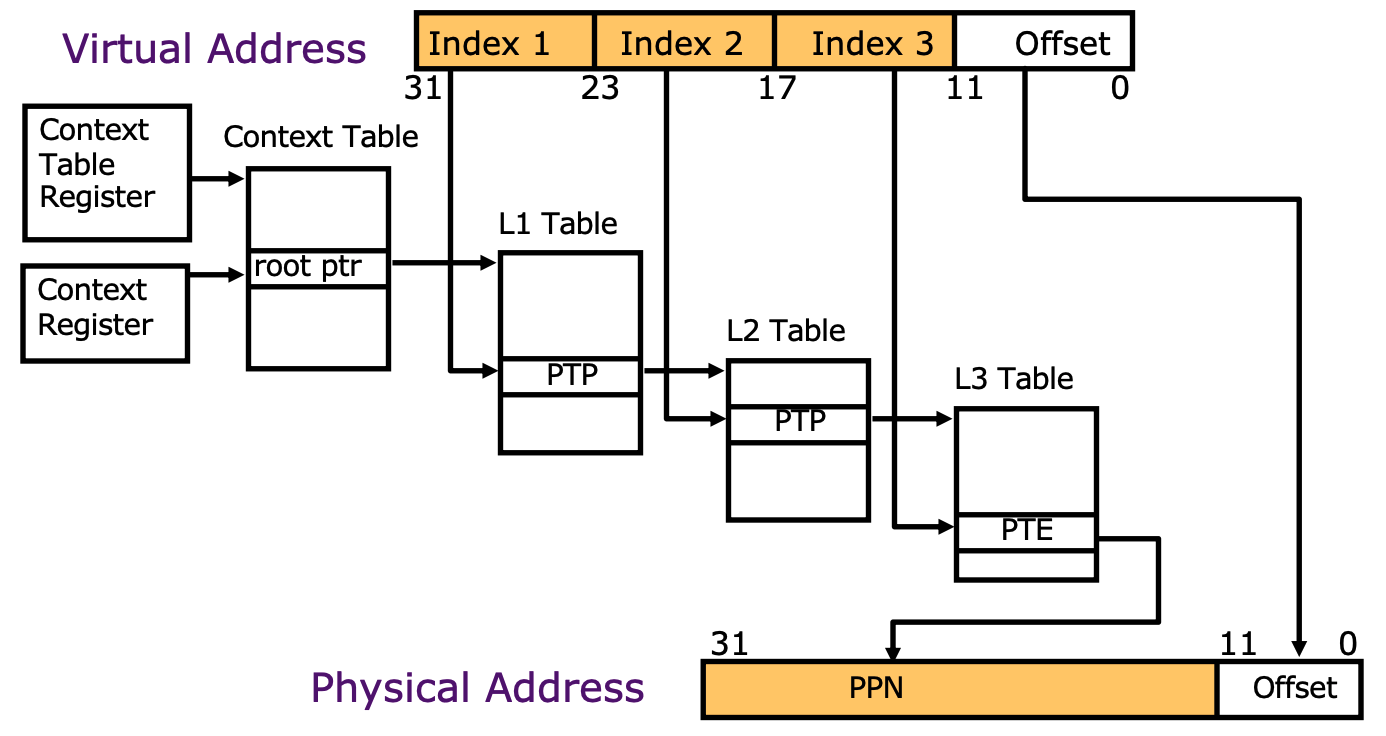 Virtual Address
Index 1 Index 2 Index 3 Offset
31 23 17 11 0
Context
Table
Register
Context Table
root ptr
Context
Register
L1 Table
PTP
L2 Table
PTP
L3 Table
PTE
31 11 0
Physical Address
PPN Offset